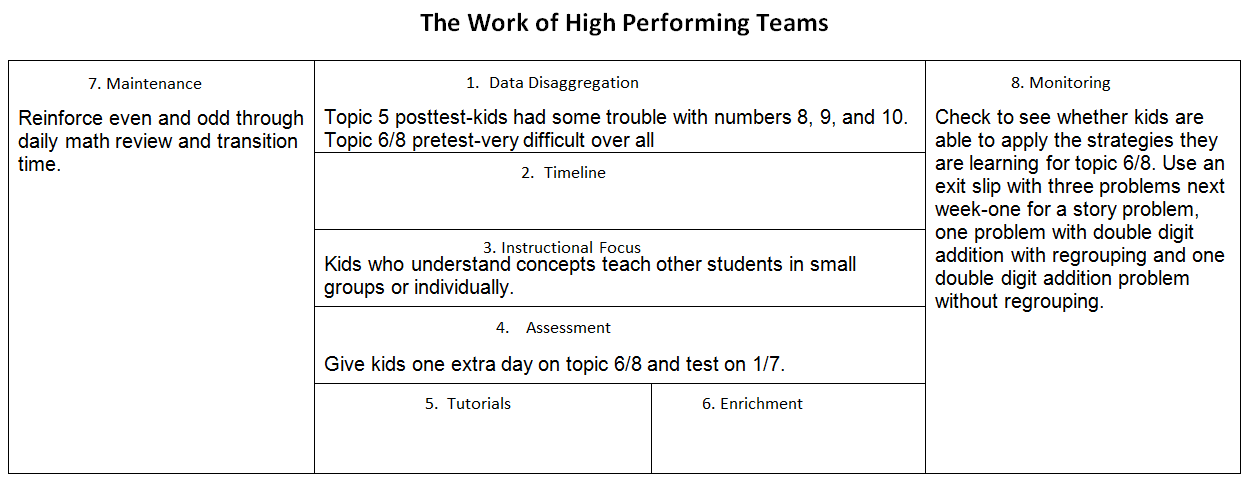 The Work of High Performing Teams
7. Maintenance
Reinforce even and odd through
daily math review and transition
time.
1. Data Disaggregation
Topic 5 posttest-kids had some trouble with numbers 8, 9, and 10.
Topic 6/8 pretest-very difficult over all
2. Timeline
3. Instructional Focus
Kids who understand concepts teach other students in small
groups or individually.
4. Assessment
Give kids one extra day on topic 6/8 and test on 1/7.
5. Tutorials
6. Enrichment
8. Monitoring
Check to see whether kids are
able to apply the strategies they
are learning for topic 6/8. Use an
exit slip with three problems next
week-one for a story problem,
one problem with double digit
addition with regrouping and one
double digit addition problem
without regrouping.